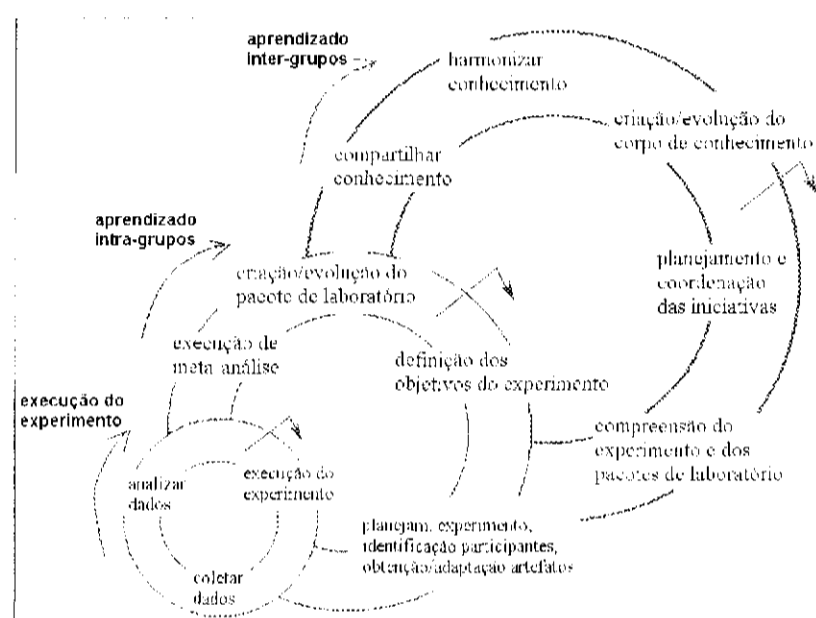 aprendizado
inter-grupos
harmonizar
conhecimento
criação/evolução do
corpo de conhecimento
compartilhar
conhecimento
aprendizado
intra-grupos
criação/evolução do
pacote de laboratório
planejamento e
coordenação
das iniciativas
execução de
meta análise
definição dos
objetivos do experimento
execução do
experimento
compreensão do
experimento e dos
pacotes de laboratório
analizar
dados
execução do
experimento
planejam. experimento,
identificação participantes,
obtenção/adaptação artefatos
coletar
dados